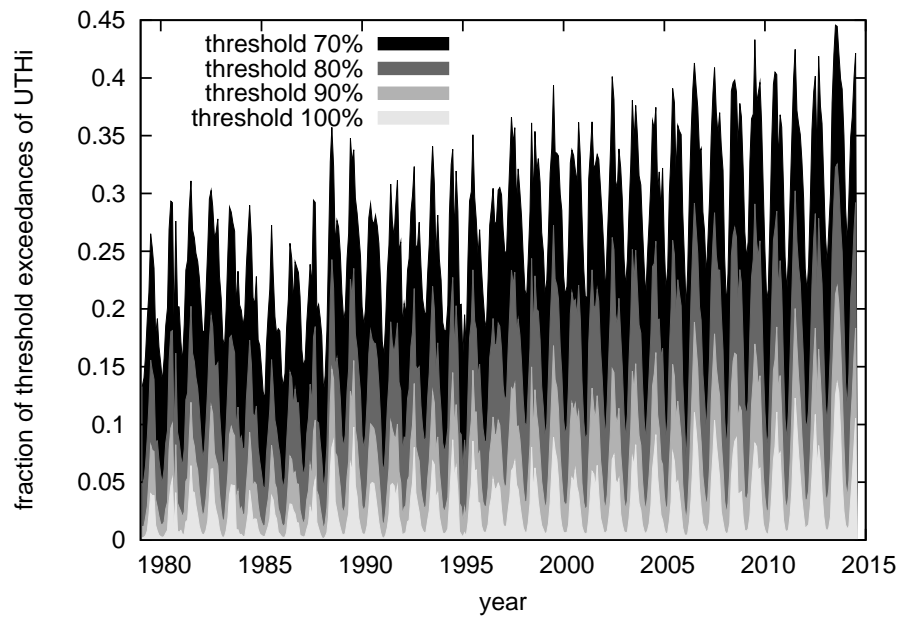 0.45
0.4
0.35
0.3
0.25
0.2
0.15
0.1
0.05
0
fraction of threshold exceedances of UTHi
threshold 70%
threshold 80%
threshold 90%
threshold 100%
1980 1985 1990 1995 2000 2005 2010 2015
year